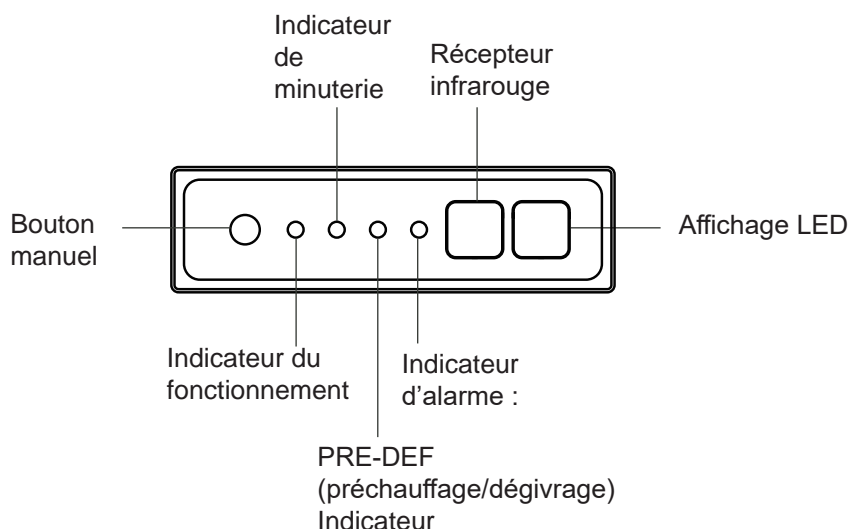 Indicateur
de
minuterie
Récepteur
infrarouge
Bouton
manuel
Affichage LED
Indicateur du
fonctionnement
Indicateur
d'alarme :
PRE-DEF
(préchauffage/dégivrage)
Indicateur